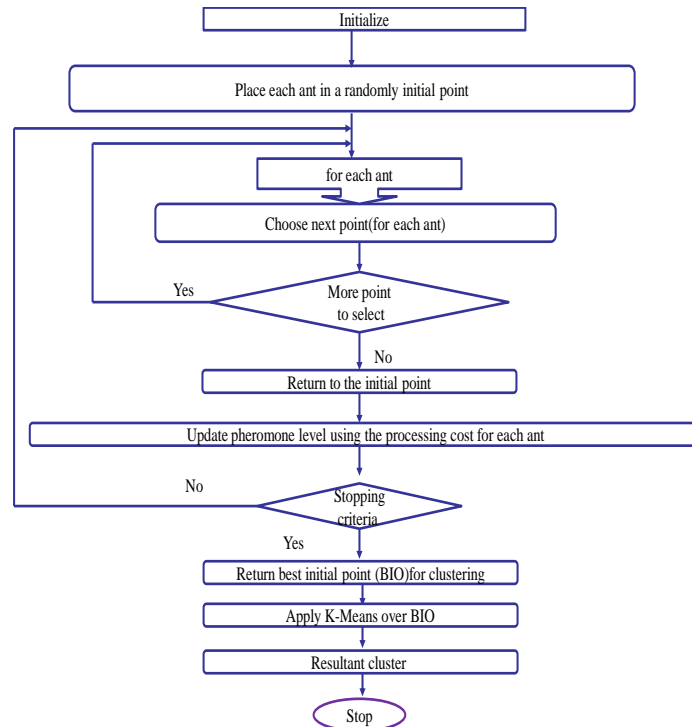 Initialize
Place each ant in a randomly initial point
for each ant
Choose next point(for each ant)
Yes
More point
to select
No
Return to the initial point
Update pheromone level using the processing cost for each ant
No
Stopping
criteria
Yes
Return best initial point (BIO)for clustering
Apply K-Means over BIO
Resultant cluster
Stop